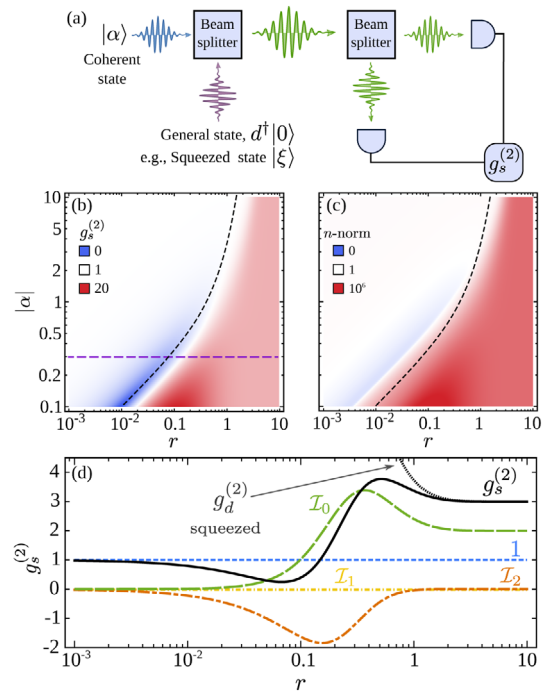 (a)
|α⟩
Coherent
state
Beam
splitter
Beam
splitter
General state, d†|0⟩
e.g., Squeezed state |ξ⟩
g_s^(2)
(b)
g_s^(2)
0
1
20
|α|
10
5
2
1
0.5
0.2
0.1
10^-3 10^-2 0.1 1 10
r
(c)
n-norm
0
1
10^6
10^-3 10^-2 0.1 1 10
r
(d)
g_s^(2)
4
3
2
1
0
-1
-2
g_d^(2)
squeezed
I_0
g_s^(2)
1
I_1
I_2
10^-3 10^-2 0.1 1 10
r